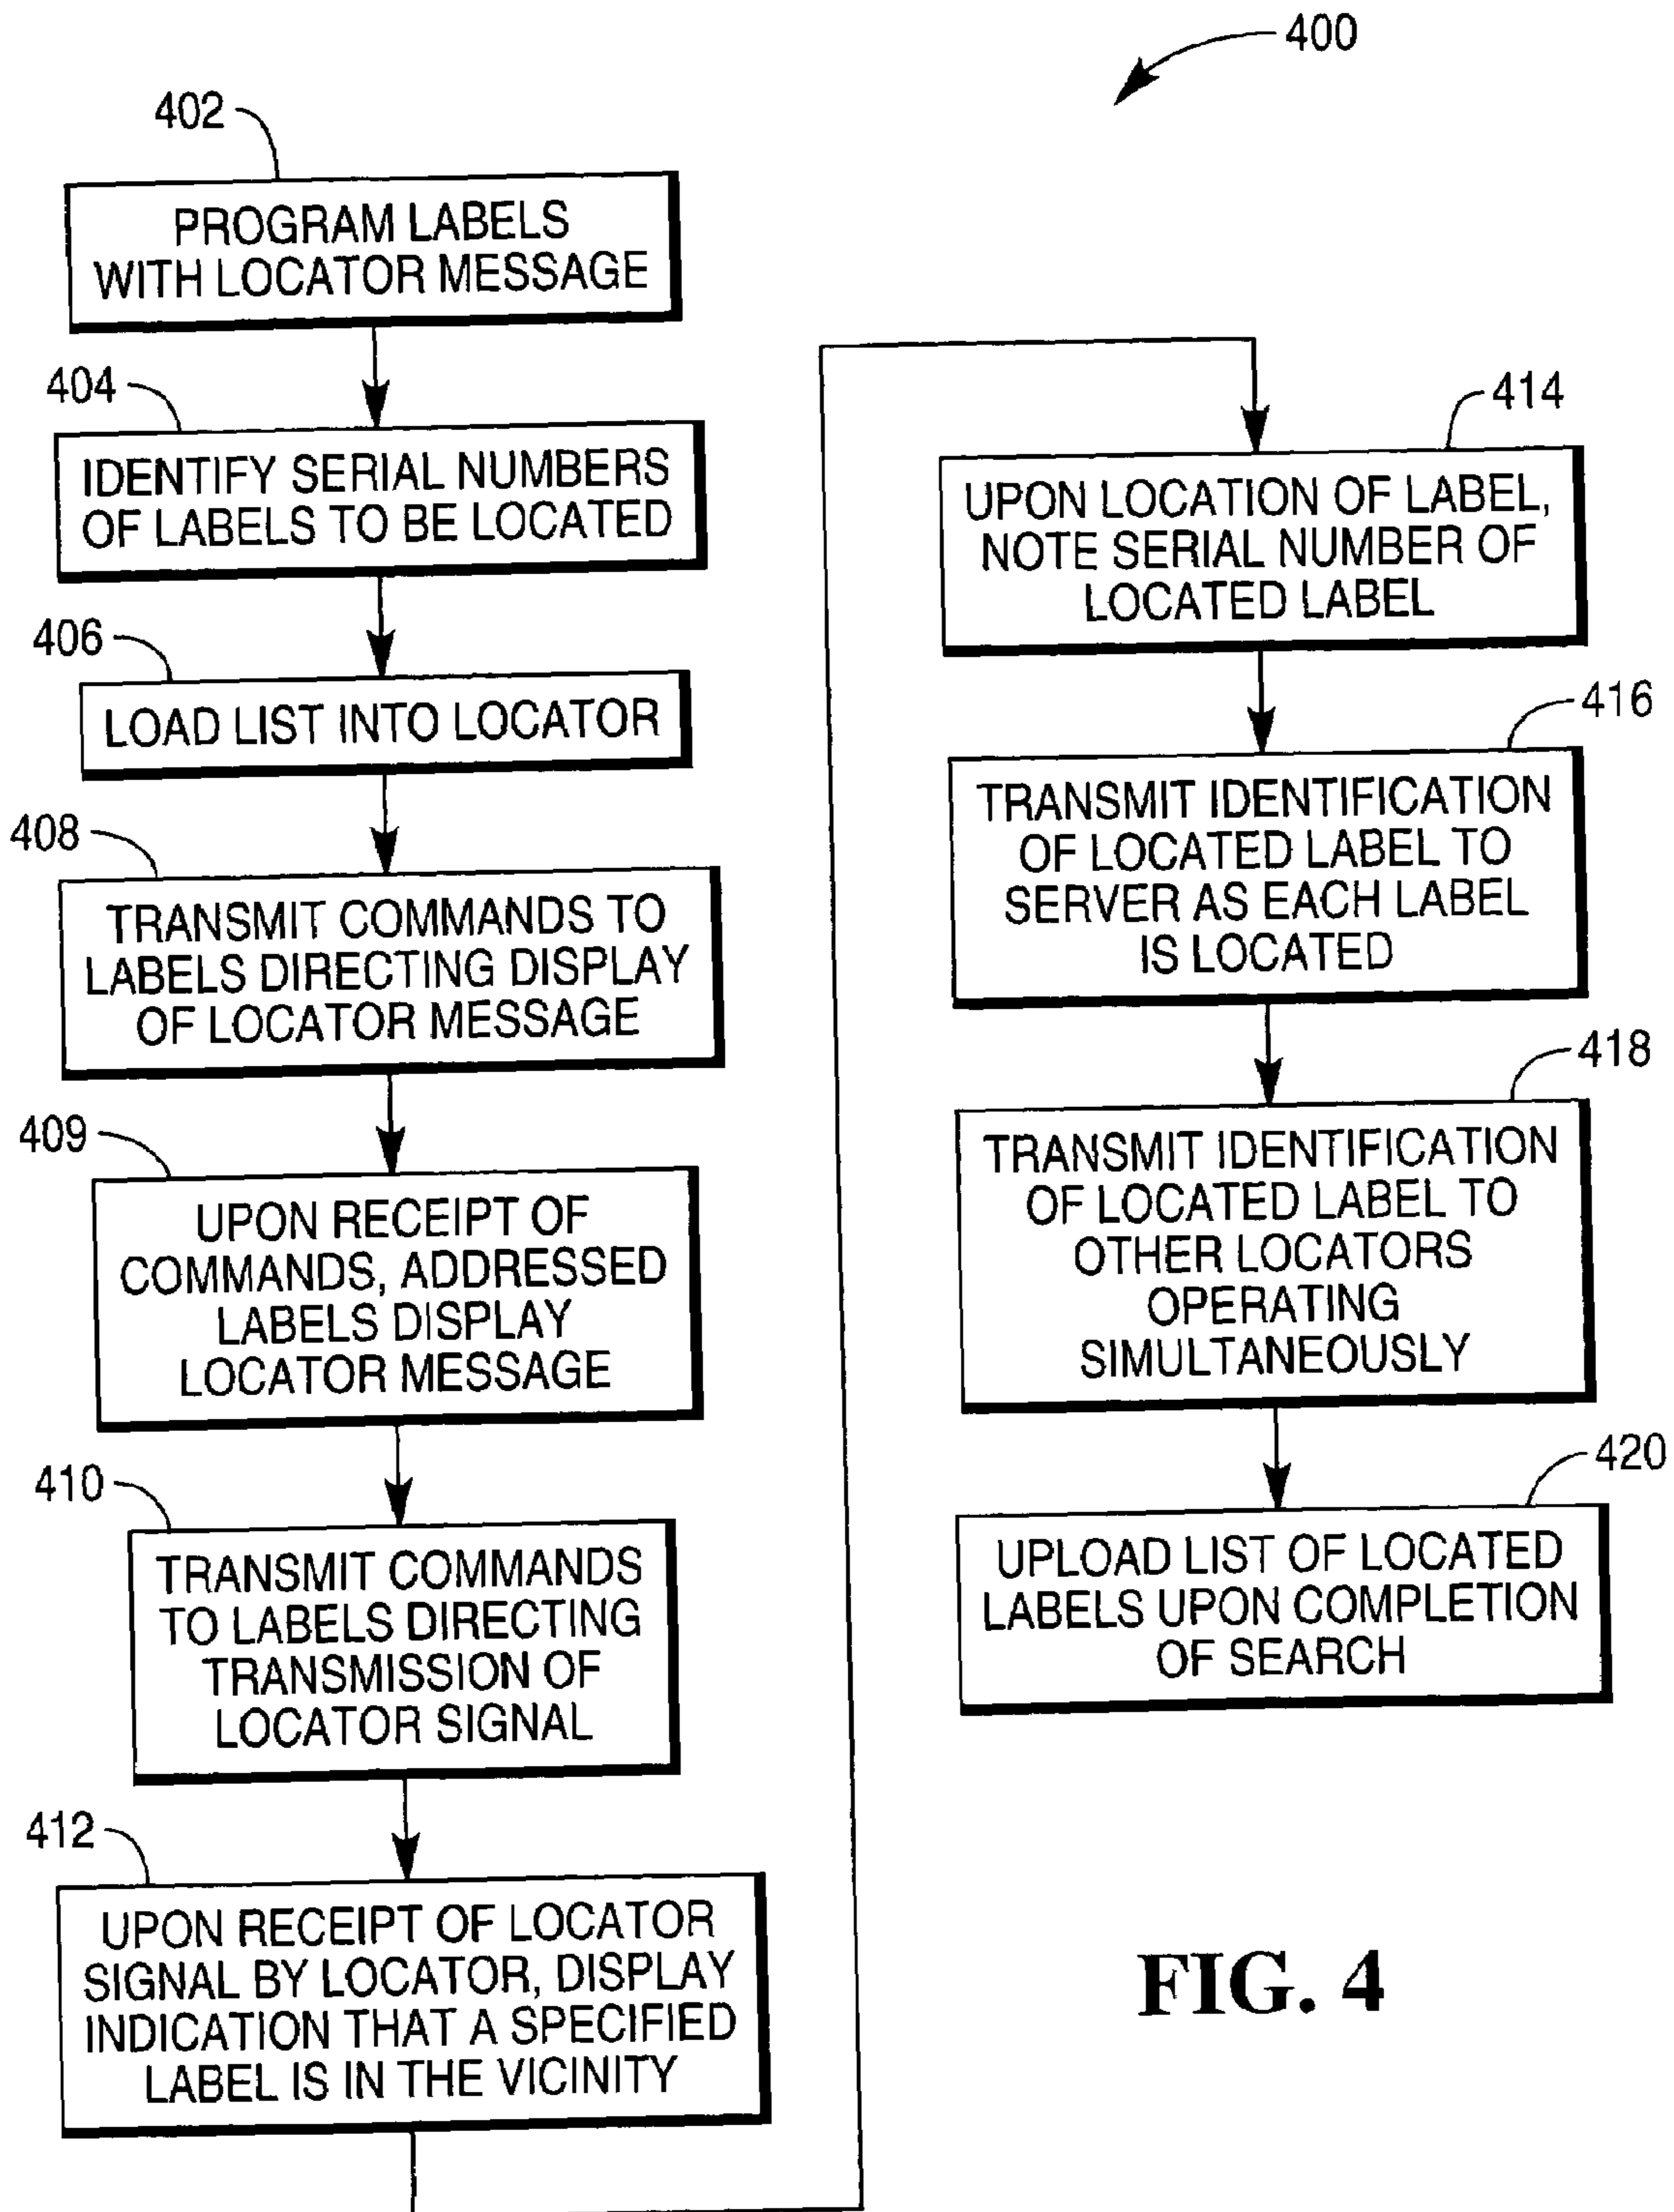 400
402
PROGRAM LABELS
WITH LOCATOR MESSAGE
404
IDENTIFY SERIAL NUMBERS
OF LABELS TO BE LOCATED
406
LOAD LIST INTO LOCATOR
408
TRANSMIT COMMANDS TO
LABELS DIRECTING DISPLAY
OF LOCATOR MESSAGE
409
UPON RECEIPT OF
COMMANDS, ADDRESSED
LABELS DISPLAY
LOCATOR MESSAGE
410
TRANSMIT COMMANDS
TO LABELS DIRECTING
TRANSMISSION OF
LOCATOR SIGNAL
412
UPON RECEIPT OF LOCATOR
SIGNAL BY LOCATOR, DISPLAY
INDICATION THAT A SPECIFIED
LABEL IS IN THE VICINITY
414
UPON LOCATION OF LABEL,
NOTE SERIAL NUMBER OF
LOCATED LABEL
416
TRANSMIT IDENTIFICATION
OF LOCATED LABEL TO
SERVER AS EACH LABEL
IS LOCATED
418
TRANSMIT IDENTIFICATION
OF LOCATED LABEL TO
OTHER LOCATORS
OPERATING
SIMULTANEOUSLY
420
UPLOAD LIST OF LOCATED
LABELS UPON COMPLETION
OF SEARCH
FIG. 4